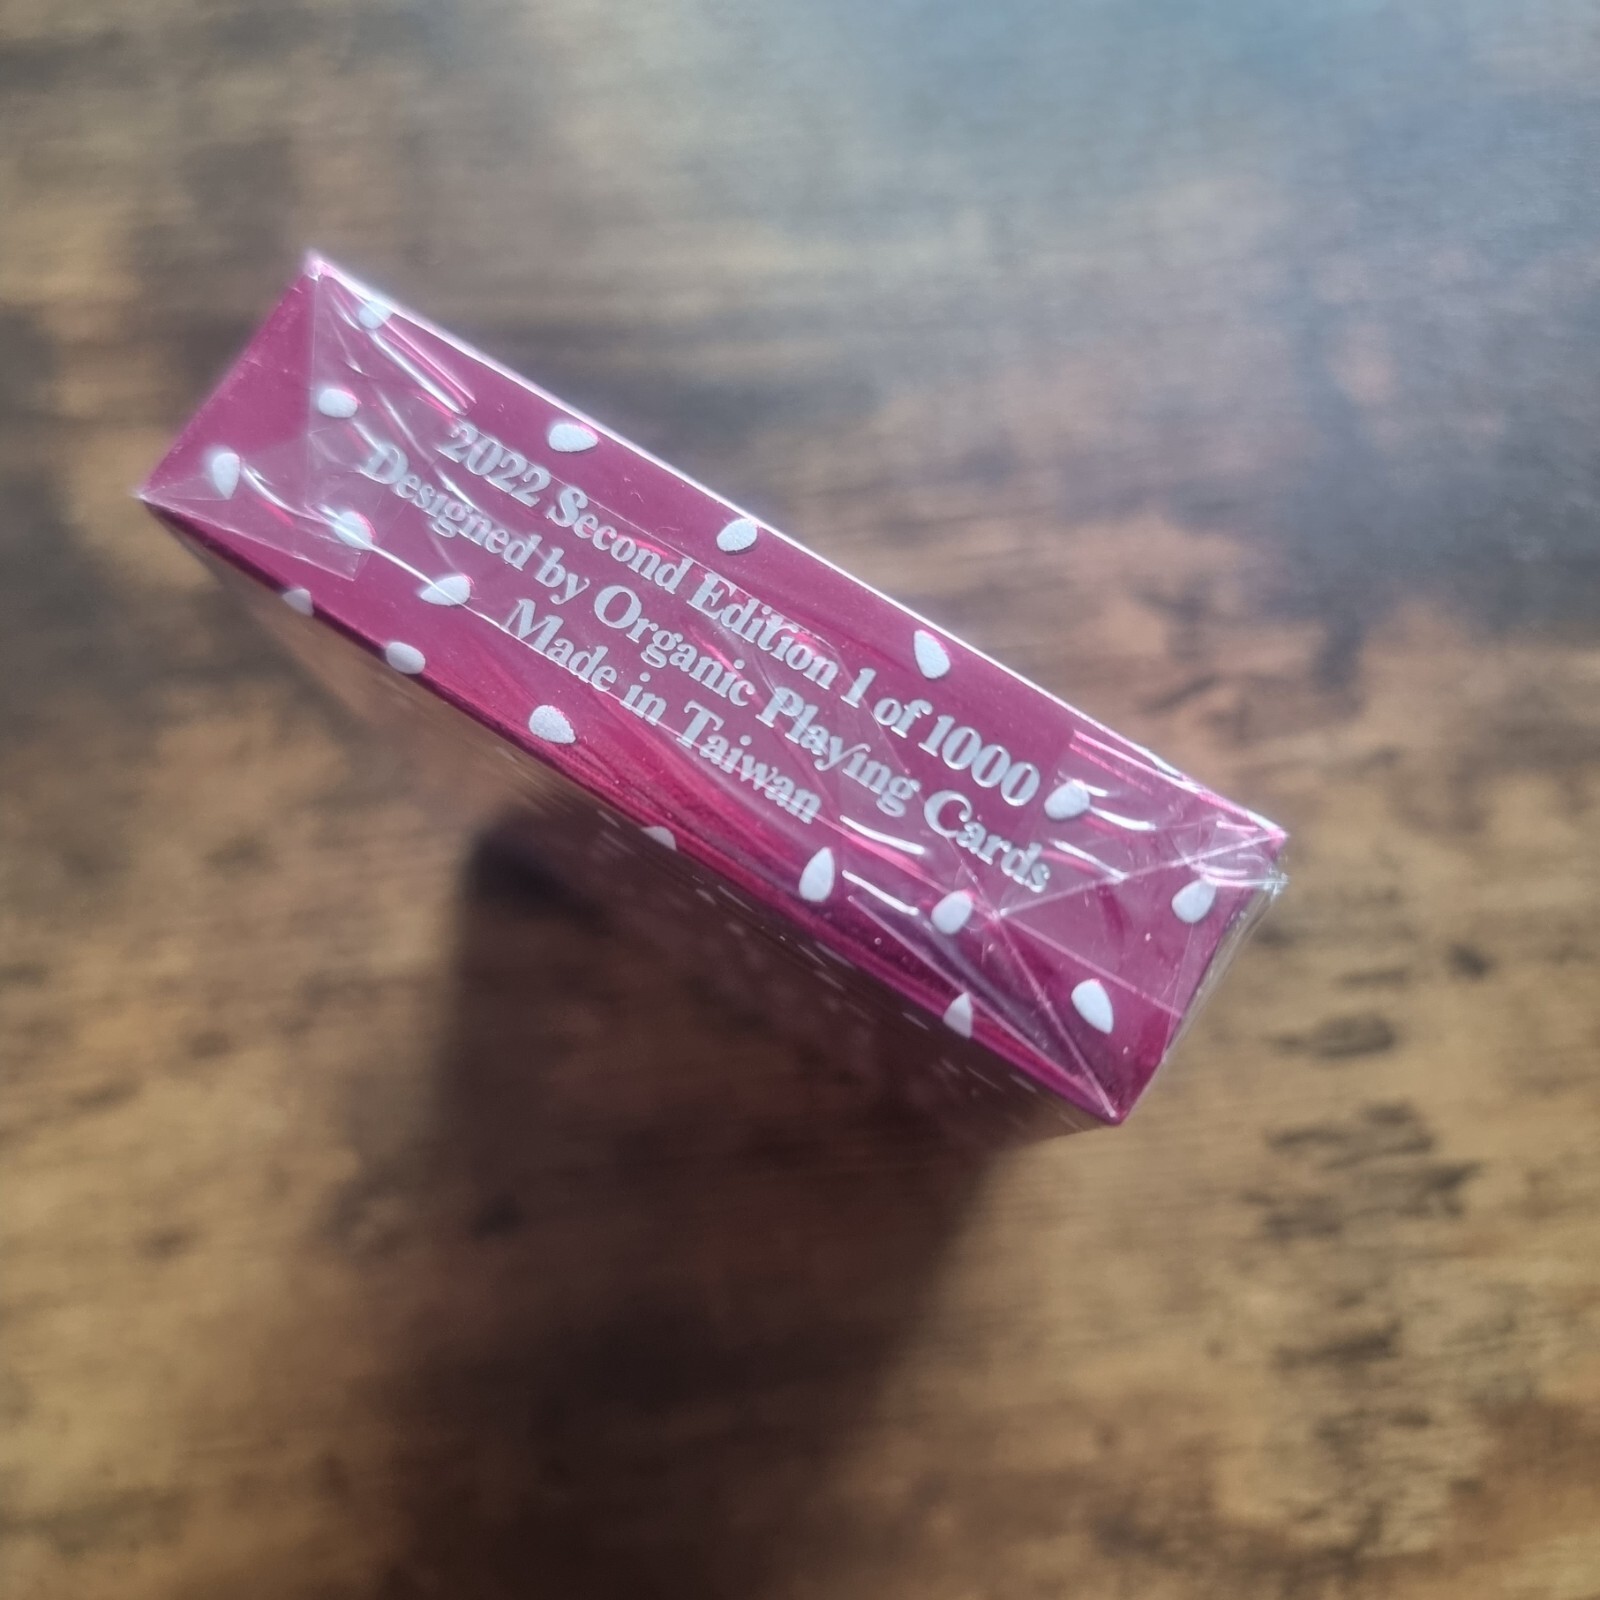 2022 Second Edition 1 of 1000
Designed by Organic Playing Cards
Made in Taiwan